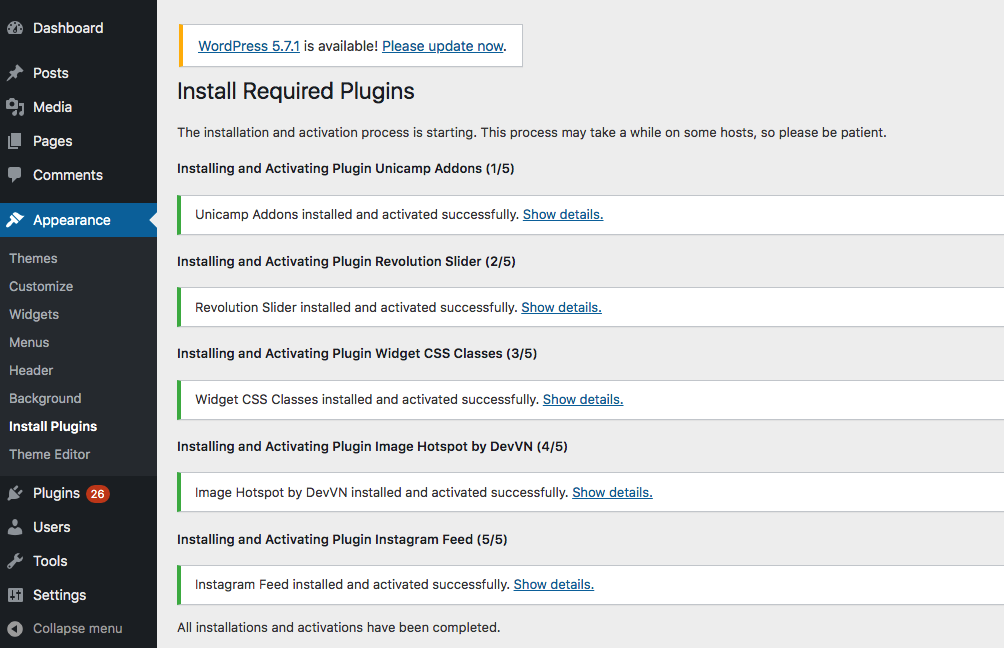 Dashboard
Posts
Media
Pages
Comments
Appearance
Themes
Customize
Widgets
Menus
Header
Background
Install Plugins
Theme Editor
Plugins 26
Users
Tools
Settings
Collapse menu
WordPress 5.7.1 is available! Please update now.
Install Required Plugins
The installation and activation process is starting. This process may take a while on some hosts, so please be patient.
Installing and Activating Plugin Unicamp Addons (1/5)
Unicamp Addons installed and activated successfully. Show details.
Installing and Activating Plugin Revolution Slider (2/5)
Revolution Slider installed and activated successfully. Show details.
Installing and Activating Plugin Widget CSS Classes (3/5)
Widget CSS Classes installed and activated successfully. Show details.
Installing and Activating Plugin Image Hotspot by DevVN (4/5)
Image Hotspot by DevVN installed and activated successfully. Show details.
Installing and Activating Plugin Instagram Feed (5/5)
Instagram Feed installed and activated successfully. Show details.
All installations and activations have been completed.